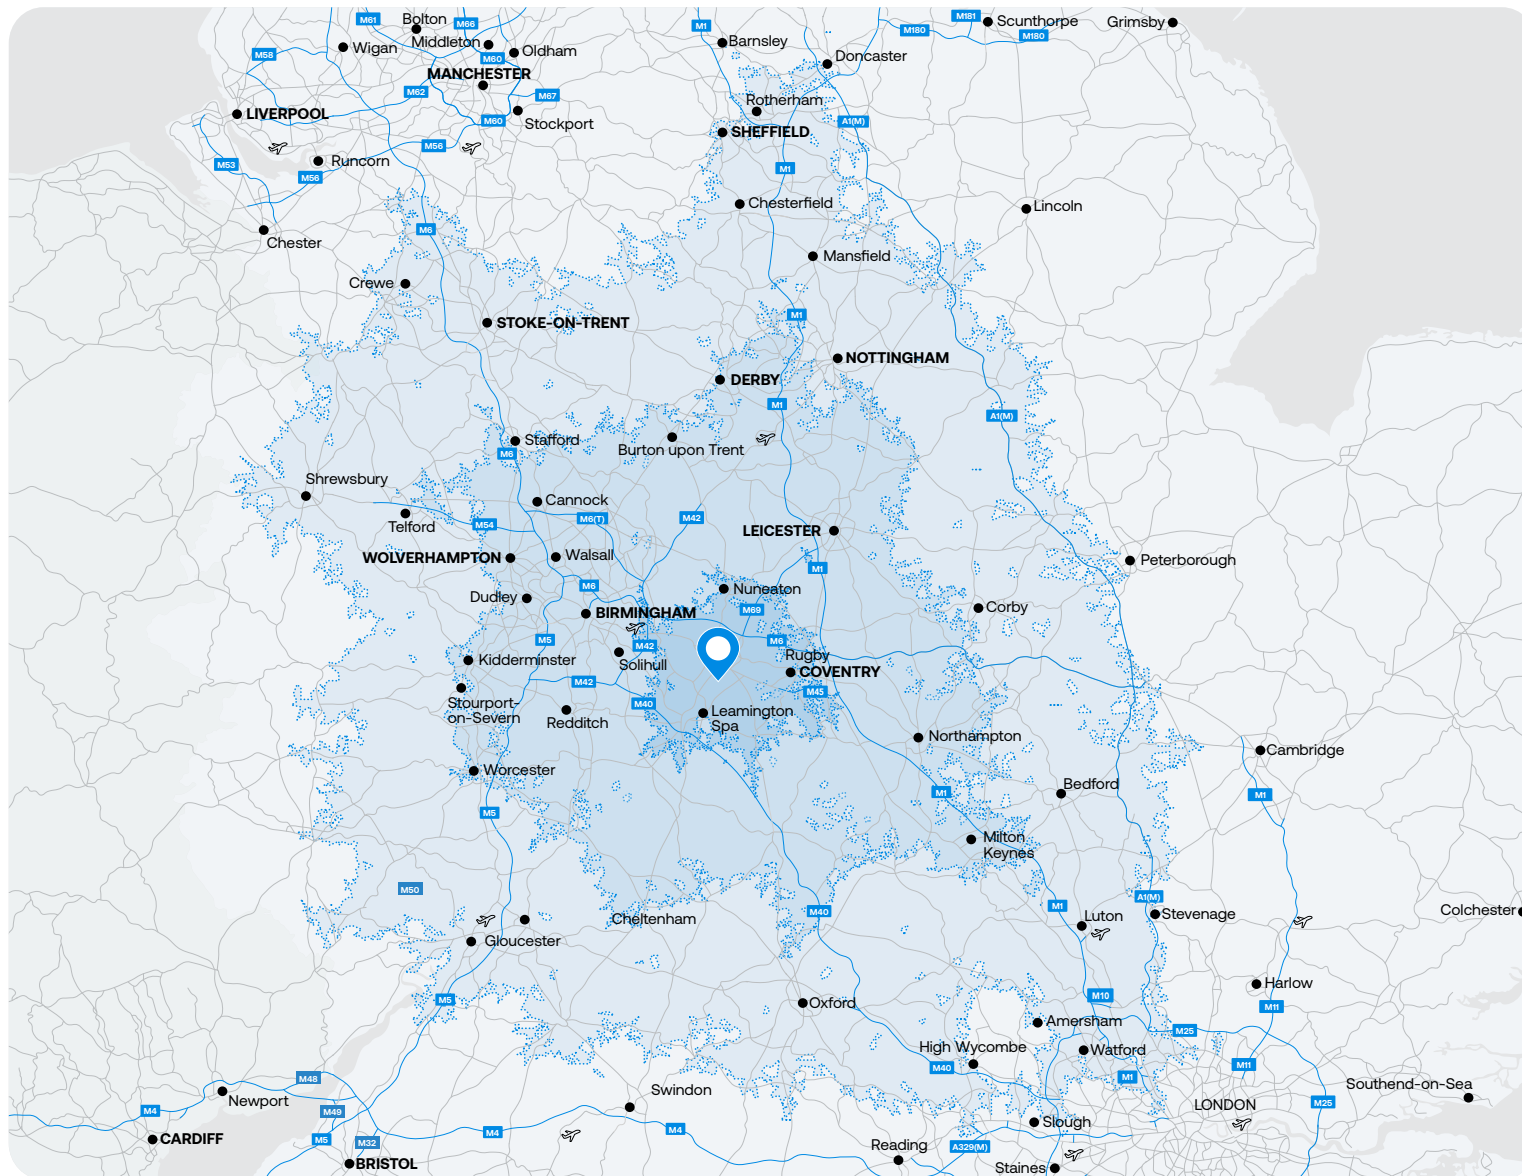 M61
Bolton
M66
M1
M181
Scunthorpe
Grimsby
M180
M180
Wigan
Middleton
Oldham
Barnsley
M58
M60
Doncaster
MANCHESTER
M62
M67
Rotherham
LIVERPOOL
M60
Stockport
SHEFFIELD
A1(M)
M56
M53
Runcorn
M56
M1
Chesterfield
Lincoln
M6
Chester
Mansfield
Crewe
M1
STOKE-ON-TRENT
NOTTINGHAM
DERBY
M1
A1(M)
Stafford
M6
Burton upon Trent
Shrewsbury
Cannock
Telford
M54
M6(T)
M42
LEICESTER
WOLVERHAMPTON
Walsall
M1
Peterborough
M6
Nuneaton
Dudley
BIRMINGHAM
M69
Corby
M5
M42
M6
Rugby
Kidderminster
Solihull
COVENTRY
M42
M45
Stourport-
on-Severn
Redditch
M40
Leamington
Spa
Northampton
Cambridge
Worcester
Bedford
M1
M1
M5
Milton
Keynes
M50
A1(M)
Cheltenham
M40
M1
Luton
Stevenage
Colchester
Gloucester
M5
Oxford
M10
Harlow
M11
Amersham
M25
High Wycombe
Watford
M40
M1
M11
M48
Swindon
Southend-on-Sea
Newport
M4
M49
LONDON
M25
CARDIFF
M5
M32
M4
M4
Slough
Reading
A329(M)
BRISTOL
Staines